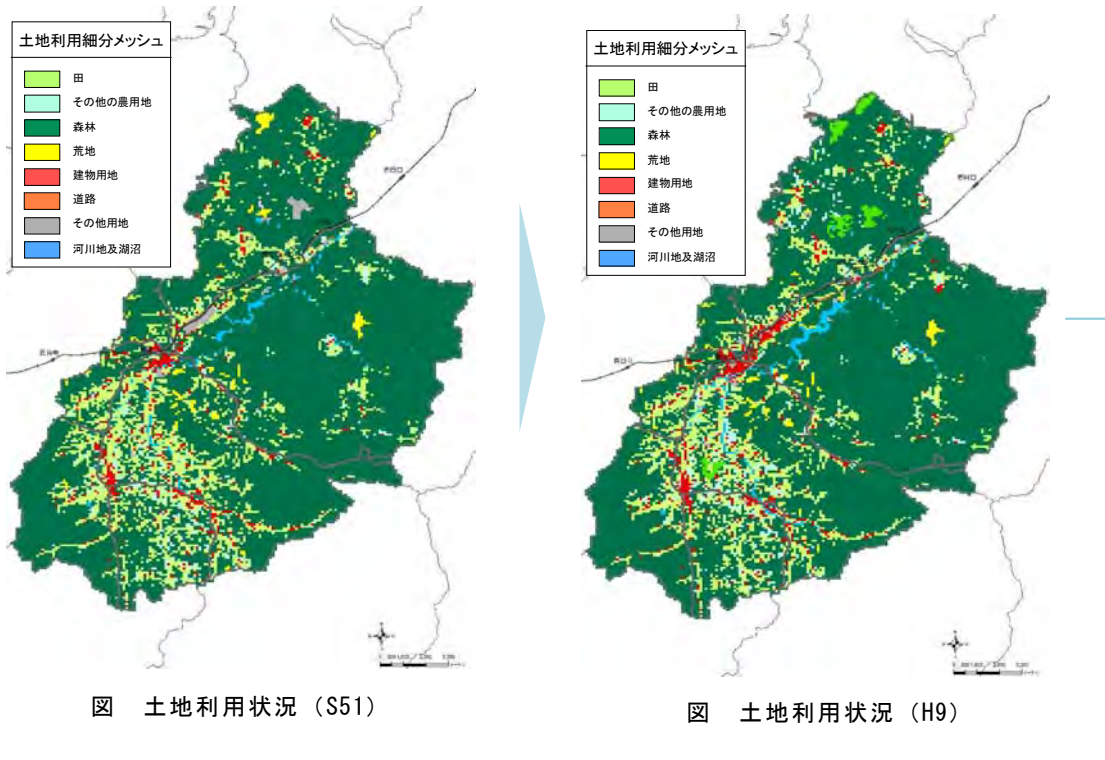 土地利用細分メッシュ
田
その他の農用地
森林
荒地
建物用地
道路
その他用地
河川地及湖沼
図 土地利用状況（S51）
土地利用細分メッシュ
田
その他の農用地
森林
荒地
建物用地
道路
その他用地
河川地及湖沼
図 土地利用状況（H9）